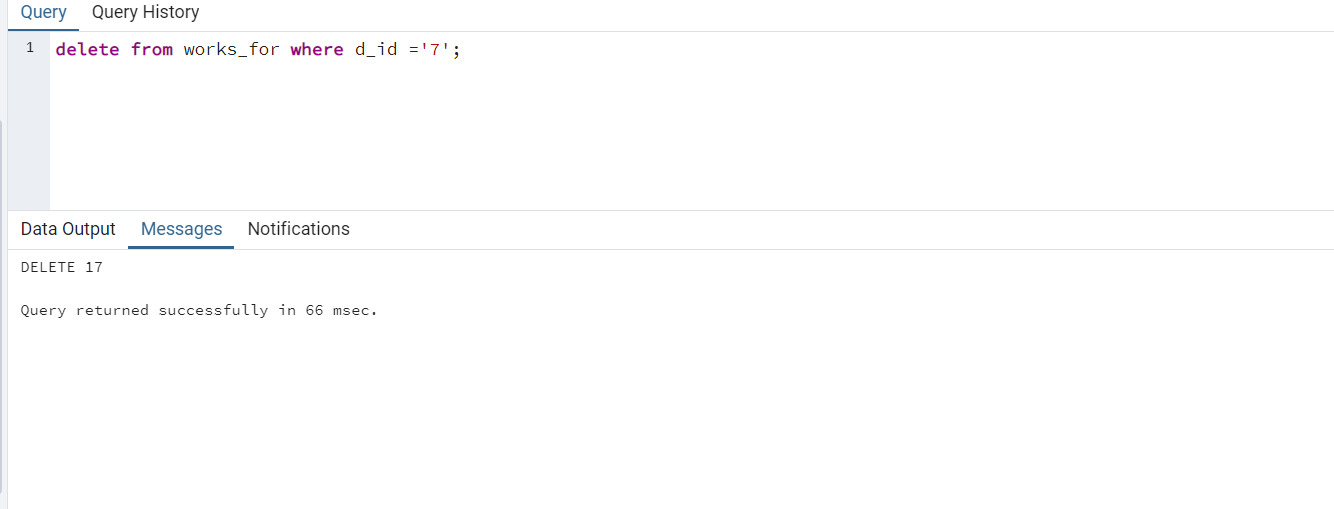 Query Query History
1 delete from works_for where d_id ='7';
Data Output Messages Notifications
DELETE 17
Query returned successfully in 66 msec.